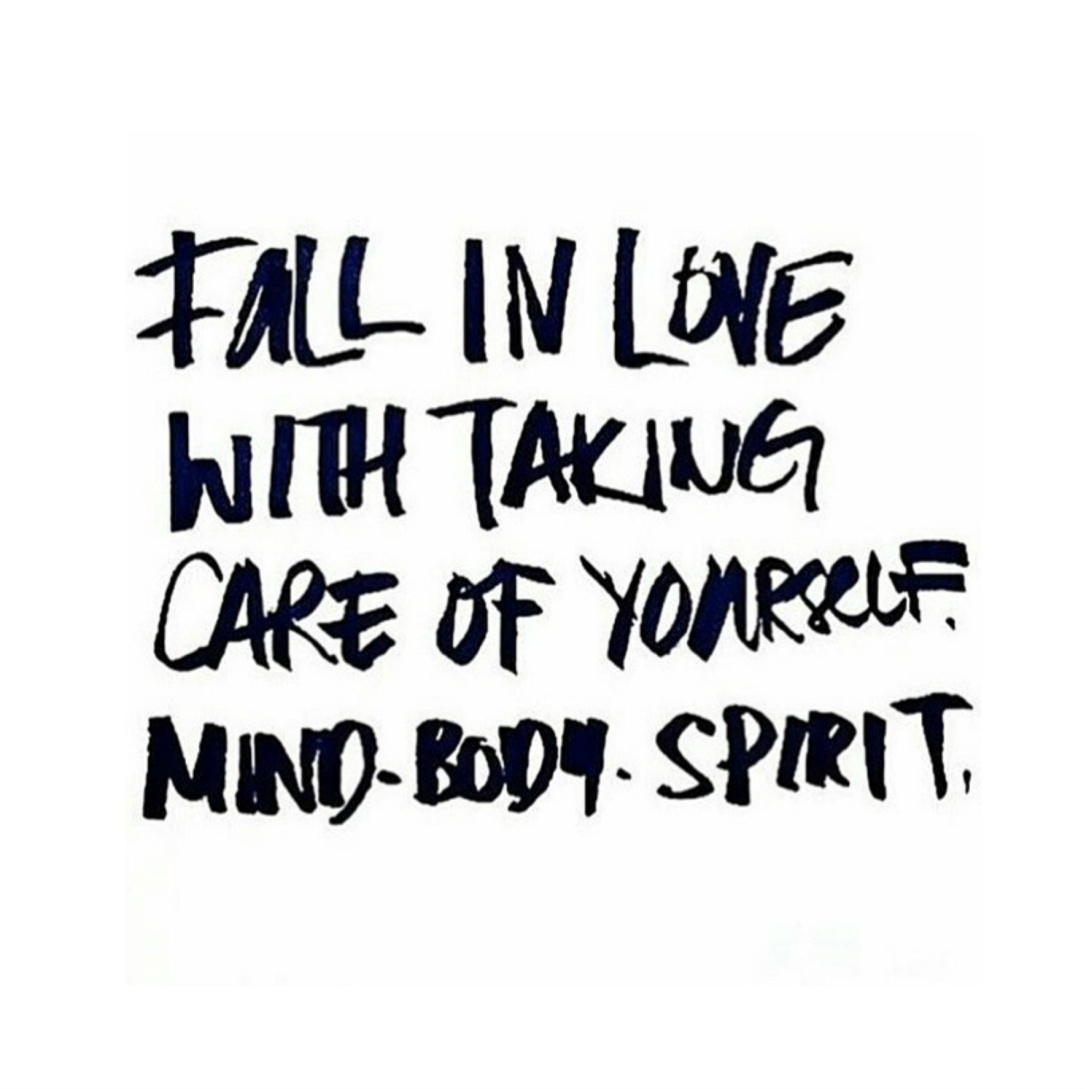 FALL IN LOVE
WITH TAKING
CARE OF YOURSELF.
MIND-BODY. SPIRIT.